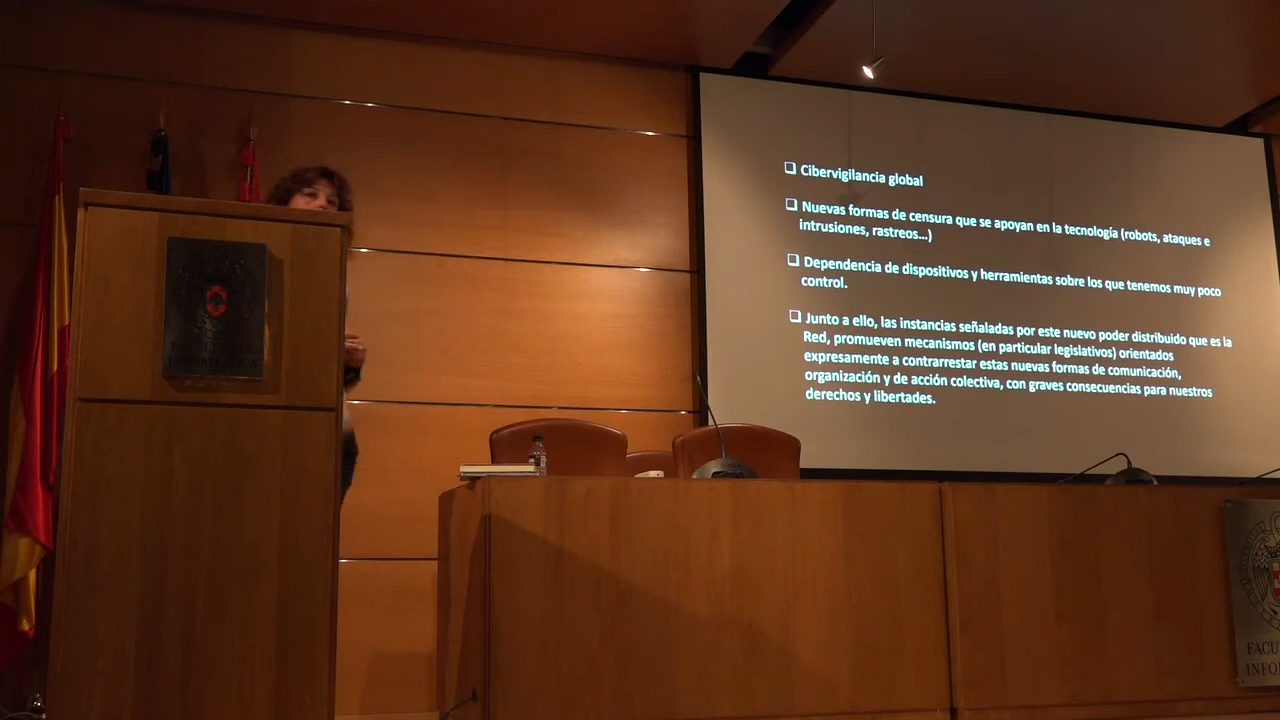 ❑ Cibervigilancia global
❑ Nuevas formas de censura que se apoyan en la tecnología (robots, ataques e
intrusiones, rastreos...)
❑ Dependencia de dispositivos y herramientas sobre los que tenemos muy poco
control.
❑ Junto a ello, las instancias señaladas por este nuevo poder distribuido que es la
Red, promueven mecanismos (en particular legislativos) orientados
expresamente a contrarrestar estas nuevas formas de comunicación,
organización y de acción colectiva, con graves consecuencias para nuestros
derechos y libertades.
FACU
INFO